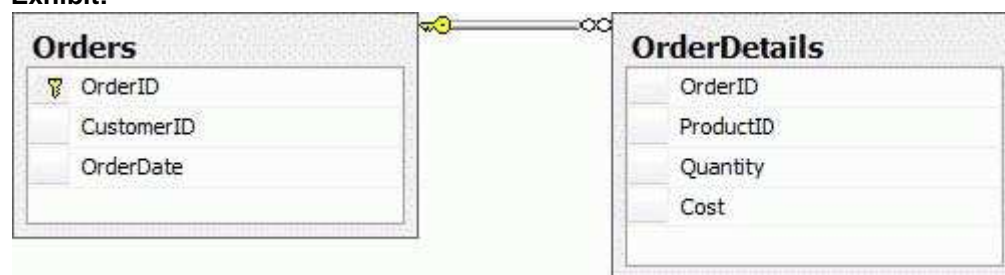 Exhibit:
Orders
OrderID
CustomerID
OrderDate
OrderDetails
OrderID
ProductID
Quantity
Cost